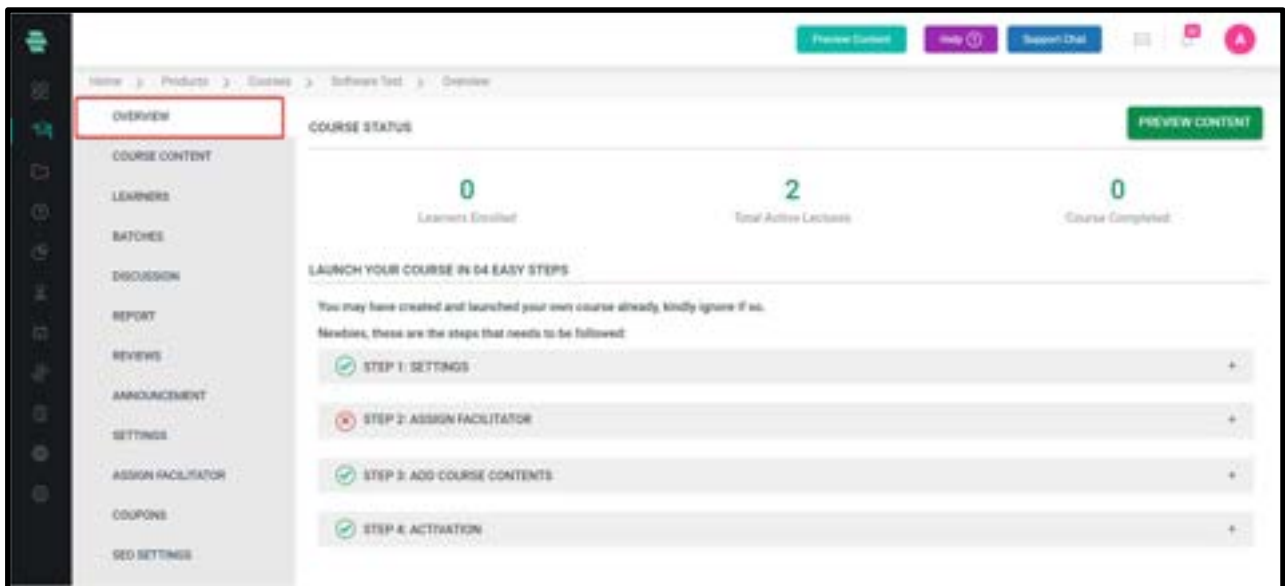 Preview Content
Help
Support Chat
A
Home > Products > Courses > Software Test > Overview
OVERVIEW
COURSE CONTENT
LEARNERS
BATCHES
DISCUSSION
REPORT
REVIEWS
ANNOUNCEMENT
SETTINGS
ASSIGN FACILITATOR
COUPONS
SEO SETTINGS
COURSE STATUS
PREVIEW CONTENT
0 2 0
Learners Enrolled Total Active Lectures Course Completed
LAUNCH YOUR COURSE IN 04 EASY STEPS
You may have created and launched your own course already, kindly ignore if so.
Newbies, these are the steps that needs to be followed:
STEP 1: SETTINGS +
STEP 2: ASSIGN FACILITATOR +
STEP 3: ADD COURSE CONTENTS +
STEP 4: ACTIVATION +